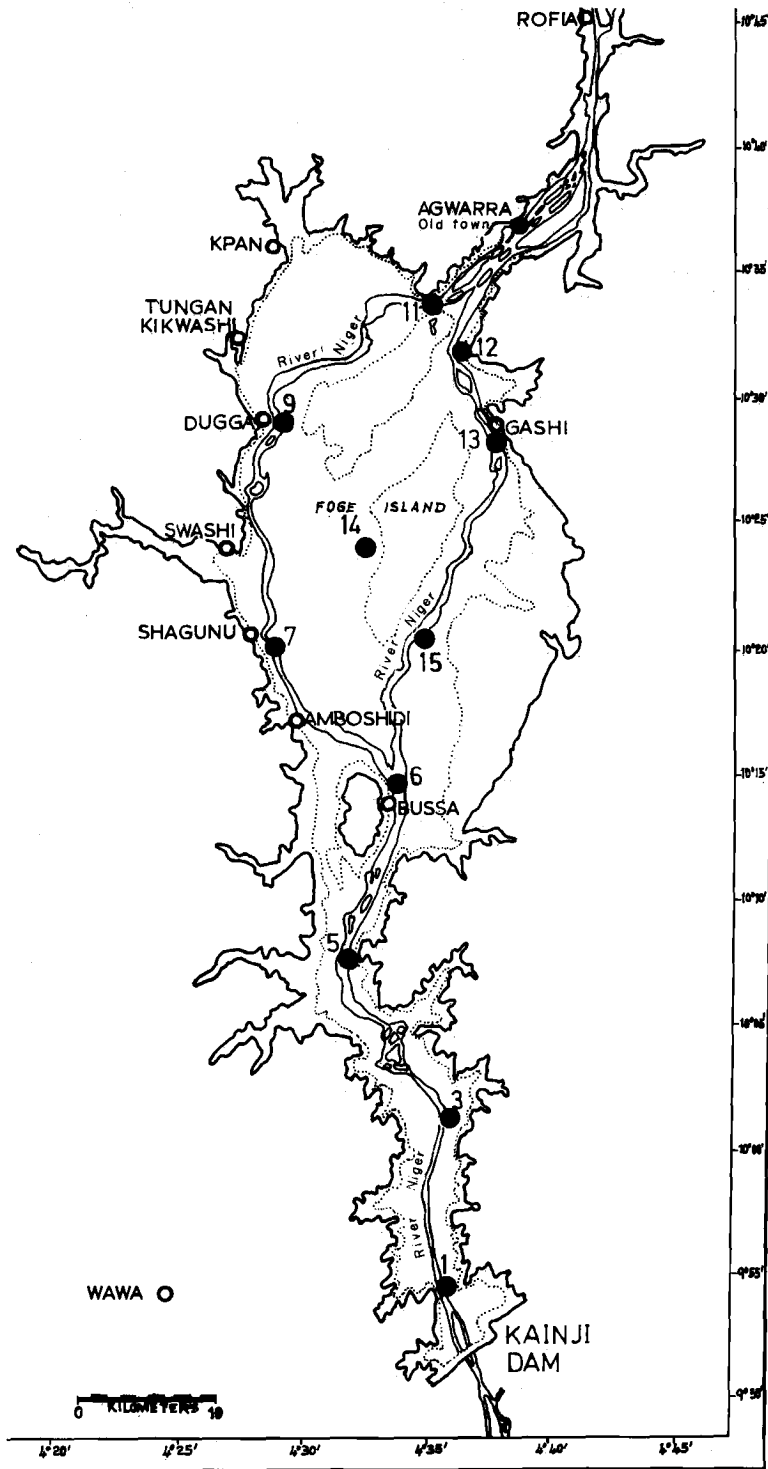 ROFIA
10°45'
10°40'
AGWARRA
Old town
KPAN
10°35'
TUNGAN
KIKWASHI
11
River Niger
12
10°30'
9
DUGGA
GASHI
13
FOGE ISLAND
10°25'
14
SWASHI
SHAGUNU
7
River Niger
15
10°20'
AMBOSHIDI
6
10°15'
BUSSA
10°10'
5
10°05'
3
10°00'
River Niger
1
9°55'
WAWA
KAINJI
DAM
9°50'
0 KILOMETERS 10
4°20' 4°25' 4°30' 4°35' 4°40' 4°45'